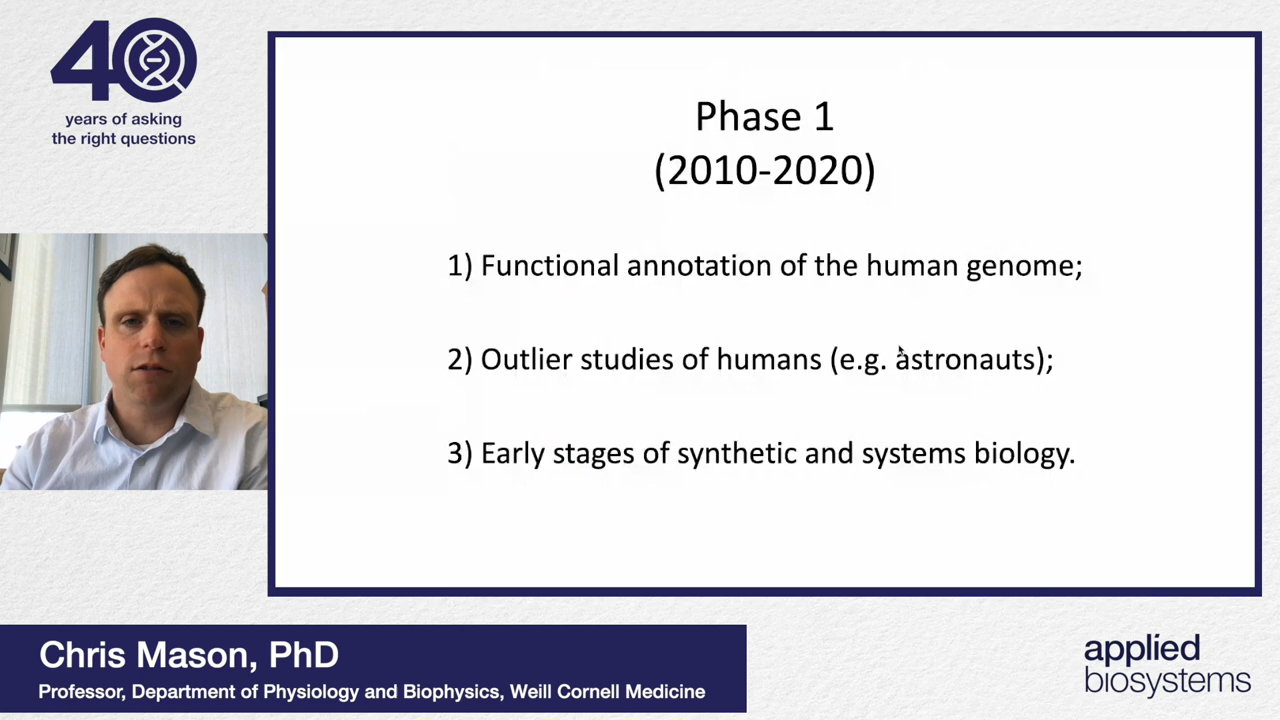 40
years of asking
the right questions
Phase 1
(2010-2020)
1) Functional annotation of the human genome;
2) Outlier studies of humans (e.g. astronauts);
3) Early stages of synthetic and systems biology.
Chris Mason, PhD
Professor, Department of Physiology and Biophysics, Weill Cornell Medicine
applied
biosystems